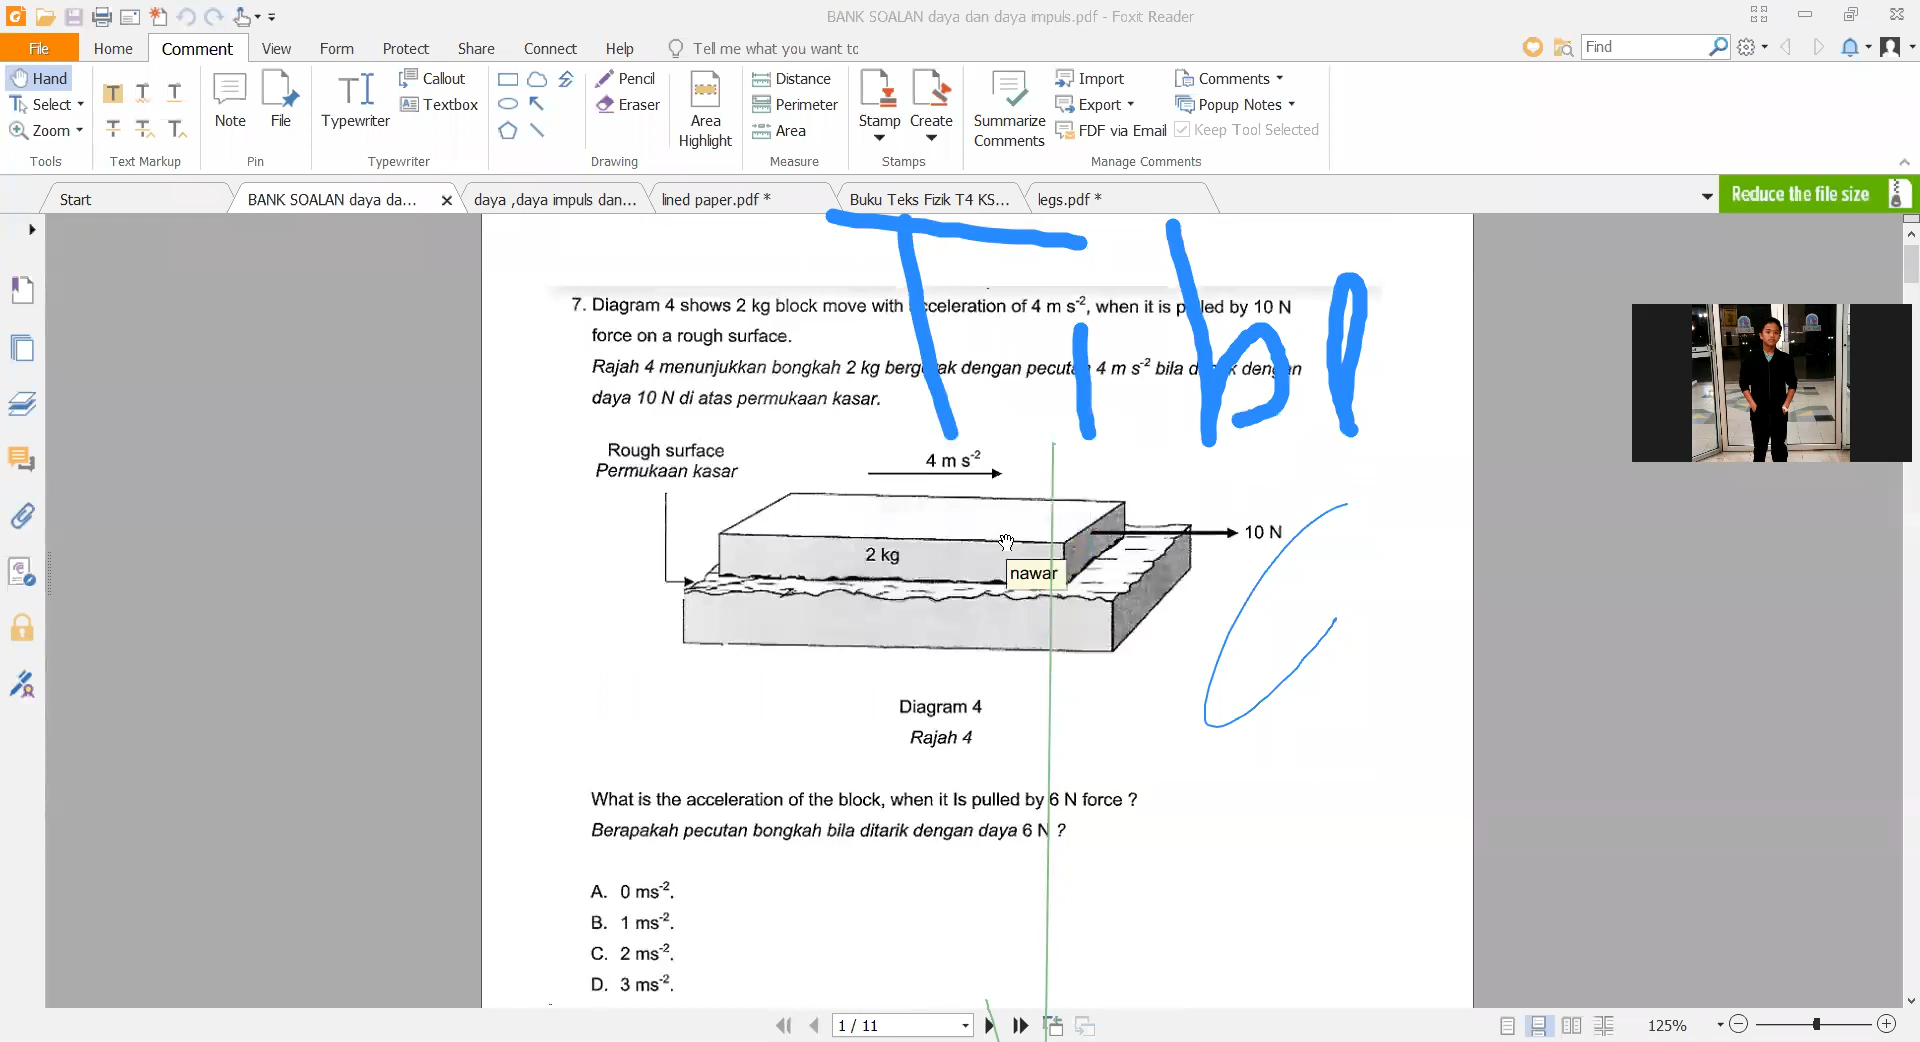 BANK SOALAN daya dan daya impuls.pdf - Foxit Reader
File Home Comment View Form Protect Share Connect Help Tell me what you want to Find
Hand Select Zoom Tools
Text Markup
Note File Pin
Typewriter Callout Textbox Typewriter
Pencil Eraser Area Highlight Drawing
Distance Perimeter Area Measure
Stamp Create Stamps
Summarize Comments Import Export FDF via Email Comments Popup Notes Keep Tool Selected Manage Comments
Start BANK SOALAN daya da... daya ,daya impuls dan... lined paper.pdf * Buku Teks Fizik T4 KS... legs.pdf * Reduce the file size
7. Diagram 4 shows 2 kg block move with acceleration of 4 m s⁻², when it is pulled by 10 N
force on a rough surface.
Rajah 4 menunjukkan bongkah 2 kg bergerak dengan pecutan 4 m s⁻² bila ditarik dengan
daya 10 N di atas permukaan kasar.
Rough surface
Permukaan kasar
4 m s⁻²
10 N
2 kg
nawar
Diagram 4
Rajah 4
What is the acceleration of the block, when it Is pulled by 6 N force ?
Berapakah pecutan bongkah bila ditarik dengan daya 6 N ?
A. 0 ms⁻².
B. 1 ms⁻².
C. 2 ms⁻².
D. 3 ms⁻².
1 / 11 125%